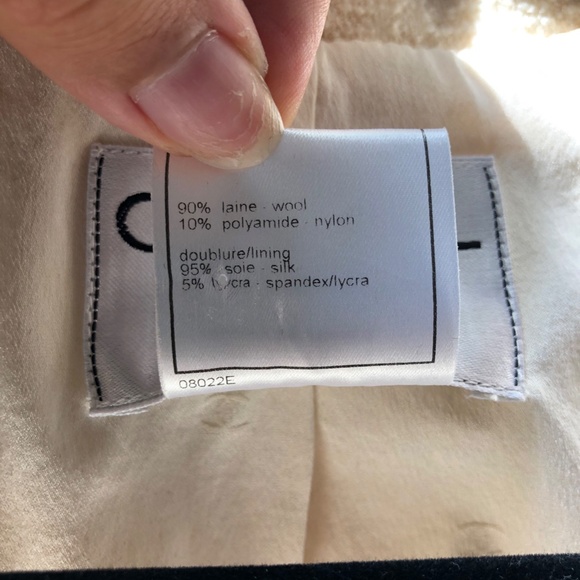 90% laine - wool
10% polyamide - nylon
doublure/lining
95% soie - silk
5% lycra - spandex/lycra
08022E